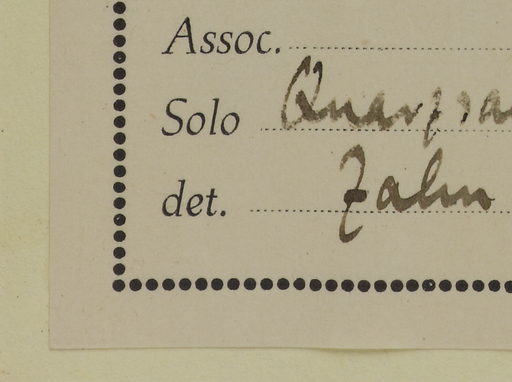 Assoc.
Solo
det. Zahn